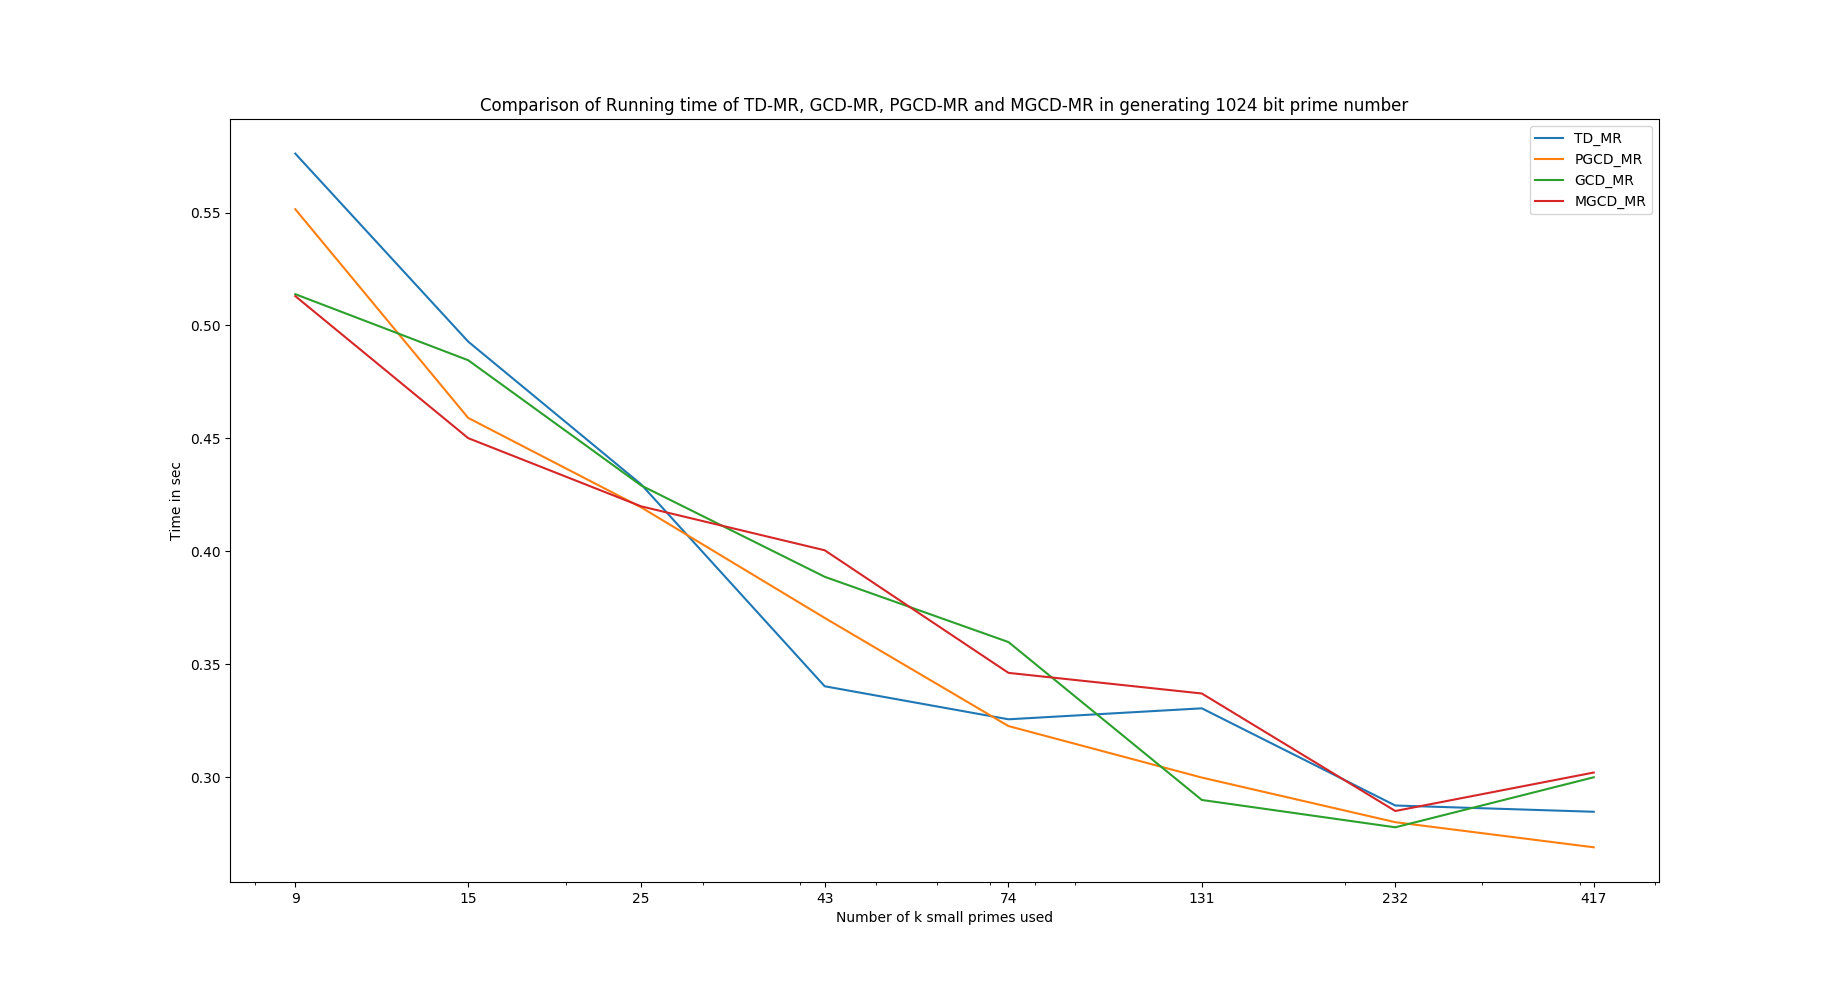 Comparison of Running time of TD-MR, GCD-MR, PGCD-MR and MGCD-MR in generating 1024 bit prime number
TD_MR
PGCD_MR
GCD_MR
MGCD_MR
0.55
0.50
0.45
0.40
0.35
0.30
Time in sec
9 15 25 43 74 131 232 417
Number of k small primes used